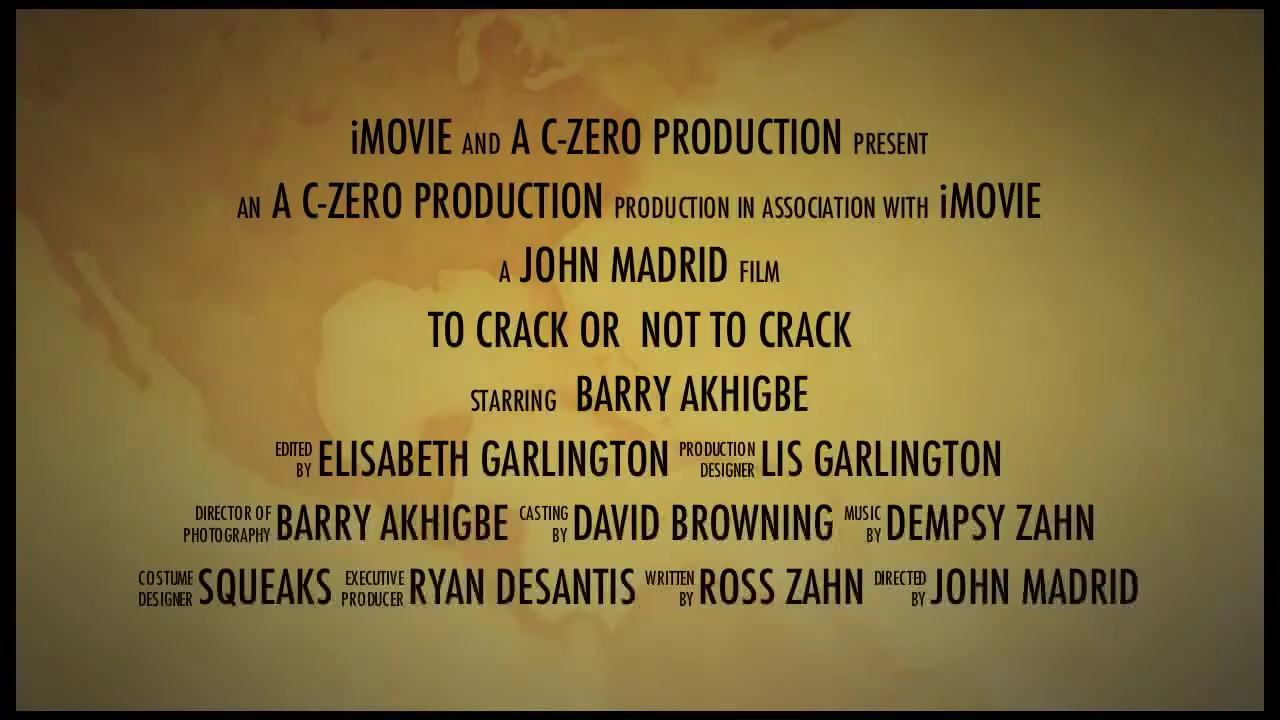 iMOVIE AND A C-ZERO PRODUCTION PRESENT
AN A C-ZERO PRODUCTION PRODUCTION IN ASSOCIATION WITH iMOVIE
A JOHN MADRID FILM
TO CRACK OR NOT TO CRACK
STARRING BARRY AKHIGBE
EDITED BY ELISABETH GARLINGTON PRODUCTION DESIGNER LIS GARLINGTON
DIRECTOR OF PHOTOGRAPHY BARRY AKHIGBE CASTING BY DAVID BROWNING MUSIC BY DEMPSY ZAHN
COSTUME DESIGNER SQUEAKS EXECUTIVE PRODUCER RYAN DESANTIS WRITTEN BY ROSS ZAHN DIRECTED BY JOHN MADRID